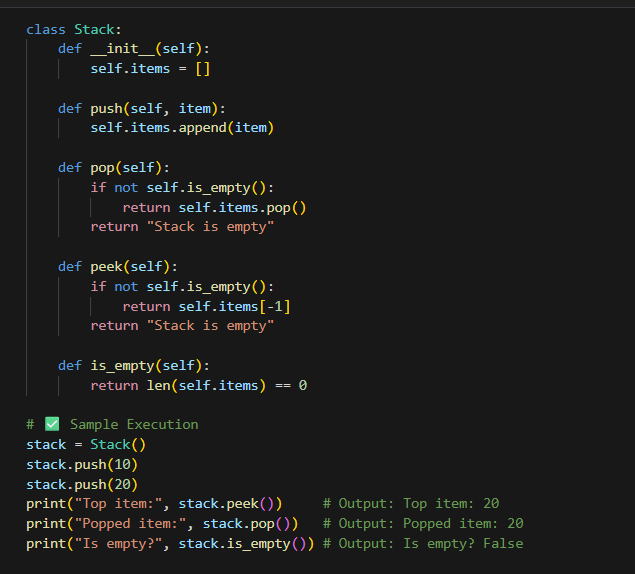 class Stack:
    def __init__(self):
        self.items = []

    def push(self, item):
        self.items.append(item)

    def pop(self):
        if not self.is_empty():
            return self.items.pop()
        return "Stack is empty"

    def peek(self):
        if not self.is_empty():
            return self.items[-1]
        return "Stack is empty"

    def is_empty(self):
        return len(self.items) == 0

# ✅ Sample Execution
stack = Stack()
stack.push(10)
stack.push(20)
print("Top item:", stack.peek())     # Output: Top item: 20
print("Popped item:", stack.pop())   # Output: Popped item: 20
print("Is empty?", stack.is_empty()) # Output: Is empty? False